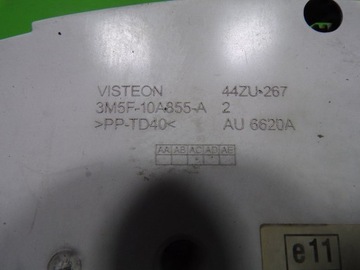 VISTEON 44ZU-267
3M5F-10A855-A 2
>PP-TD40< AU 6620A
AA AB AC AD AE
e11